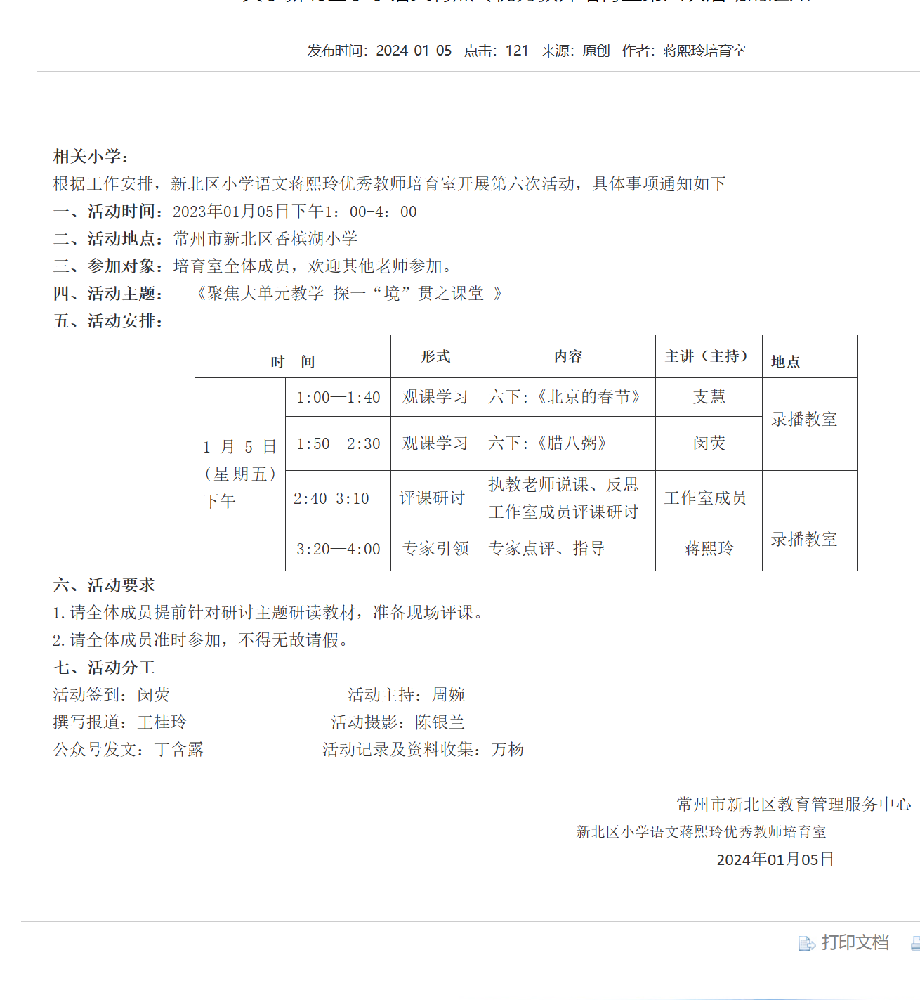 发布时间：2024-01-05 点击：121 来源：原创 作者：蒋熙玲培育室
相关小学：
根据工作安排，新北区小学语文蒋熙玲优秀教师培育室开展第六次活动，具体事项通知如下
一、活动时间：2023年01月05日下午1：00-4：00
二、活动地点：常州市新北区香槟湖小学
三、参加对象：培育室全体成员，欢迎其他老师参加。
四、活动主题： 《聚焦大单元教学 探一“境”贯之课堂 》
五、活动安排：
时 间 形式 内容 主讲（主持） 地点
1月5日(星期五)下午
1:00—1:40 观课学习 六下:《北京的春节》 支慧 录播教室
1:50—2:30 观课学习 六下:《腊八粥》 闵荧
2:40-3:10 评课研讨 执教老师说课、反思 工作室成员评课研讨 工作室成员 录播教室
3:20—4:00 专家引领 专家点评、指导 蒋熙玲
六、活动要求
1.请全体成员提前针对研讨主题研读教材，准备现场评课。
2.请全体成员准时参加，不得无故请假。
七、活动分工
活动签到：闵荧 活动主持：周婉
撰写报道：王桂玲 活动摄影：陈银兰
公众号发文：丁含露 活动记录及资料收集：万杨
常州市新北区教育管理服务中心
新北区小学语文蒋熙玲优秀教师培育室
2024年01月05日
打印文档